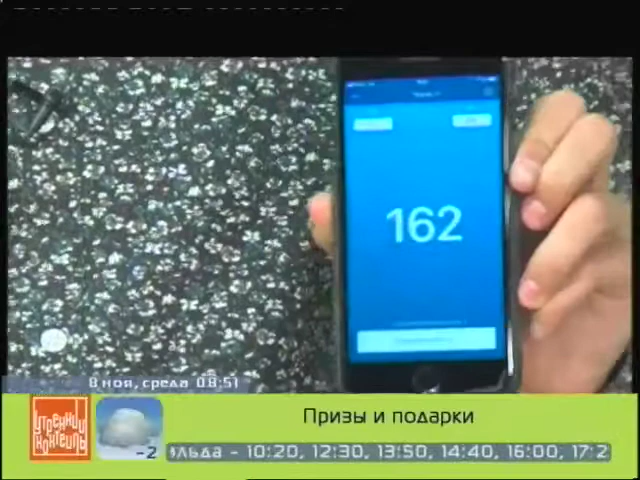 162
8 ноя, среда 08:51
Утренний
коктейль
Призы и подарки
-2
льда - 10:20, 12:30, 13:50, 14:40, 16:00, 17:2